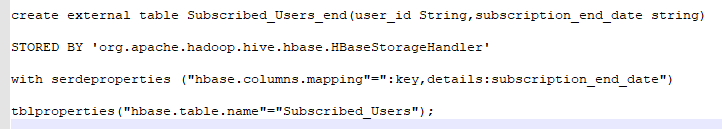 create external table Subscribed_Users_end(user_id String,subscription_end_date string)
STORED BY 'org.apache.hadoop.hive.hbase.HBaseStorageHandler'
with serdeproperties ("hbase.columns.mapping"=":key,details:subscription_end_date")
tblproperties("hbase.table.name"="Subscribed_Users");